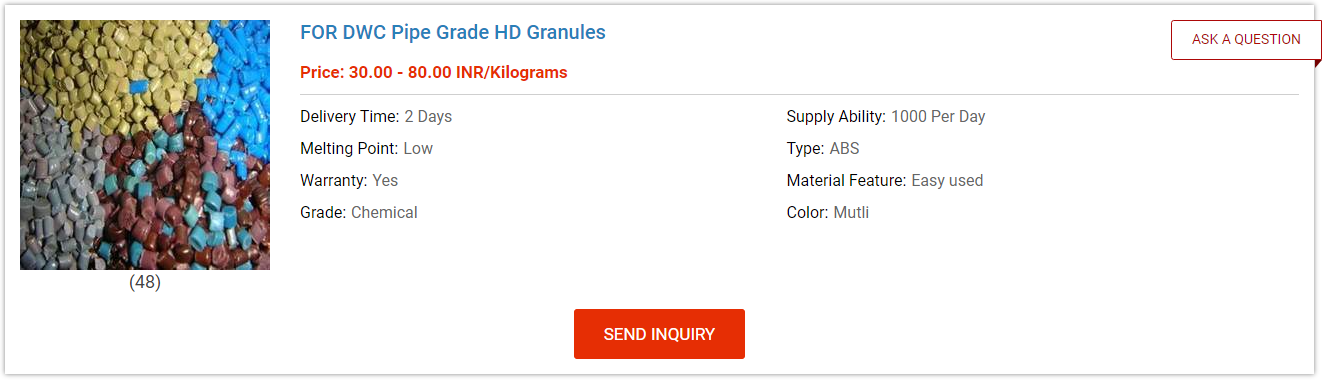 FOR DWC Pipe Grade HD Granules
ASK A QUESTION
Price: 30.00 - 80.00 INR/Kilograms
Delivery Time: 2 Days
Supply Ability: 1000 Per Day
Melting Point: Low
Type: ABS
Warranty: Yes
Material Feature: Easy used
Grade: Chemical
Color: Mutli
(48)
SEND INQUIRY